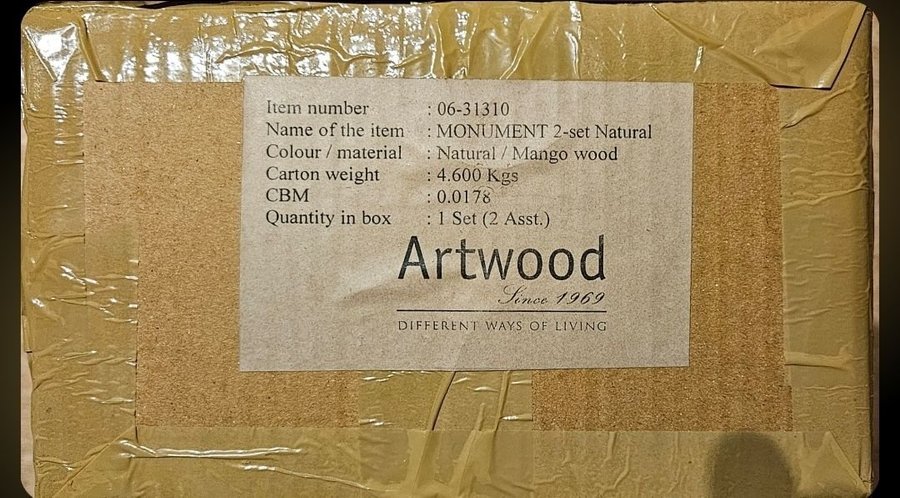 Item number : 06-31310
Name of the item : MONUMENT 2-set Natural
Colour / material : Natural / Mango wood
Carton weight : 4.600 Kgs
CBM : 0.0178
Quantity in box : 1 Set (2 Asst.)
Artwood
Since 1969
DIFFERENT WAYS OF LIVING